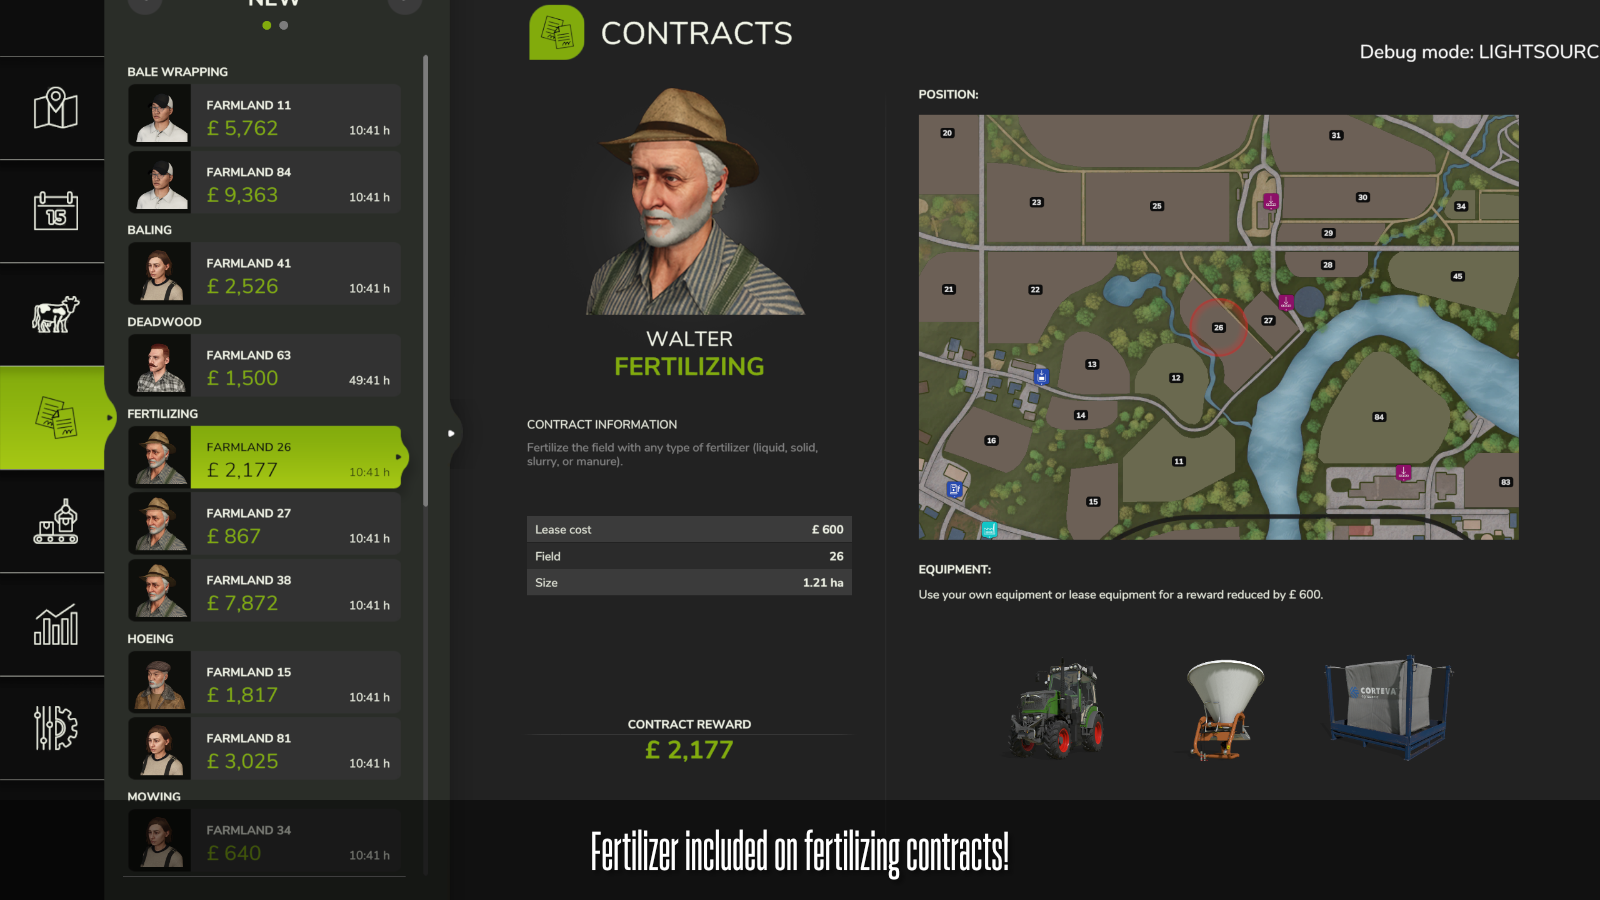 NEW
BALE WRAPPING
FARMLAND 11
£ 5,762
10:41 h
FARMLAND 84
£ 9,363
10:41 h
BALING
FARMLAND 41
£ 2,526
10:41 h
DEADWOOD
FARMLAND 63
£ 1,500
49:41 h
FERTILIZING
FARMLAND 26
£ 2,177
10:41 h
FARMLAND 27
£ 867
10:41 h
FARMLAND 38
£ 7,872
10:41 h
HOEING
FARMLAND 15
£ 1,817
10:41 h
FARMLAND 81
£ 3,025
10:41 h
MOWING
FARMLAND 34
£ 640
10:41 h
15
CONTRACTS
Debug mode: LIGHTSOURC
WALTER
FERTILIZING
CONTRACT INFORMATION
Fertilize the field with any type of fertilizer (liquid, solid,
slurry, or manure).
Lease cost £ 600
Field 26
Size 1.21 ha
CONTRACT REWARD
£ 2,177
POSITION:
20
31
23
25
30
34
29
28
45
21
22
26
27
13
12
14
84
16
11
15
83
EQUIPMENT:
Use your own equipment or lease equipment for a reward reduced by £ 600.
CORTEVA
Fertilizer included on fertilizing contracts!